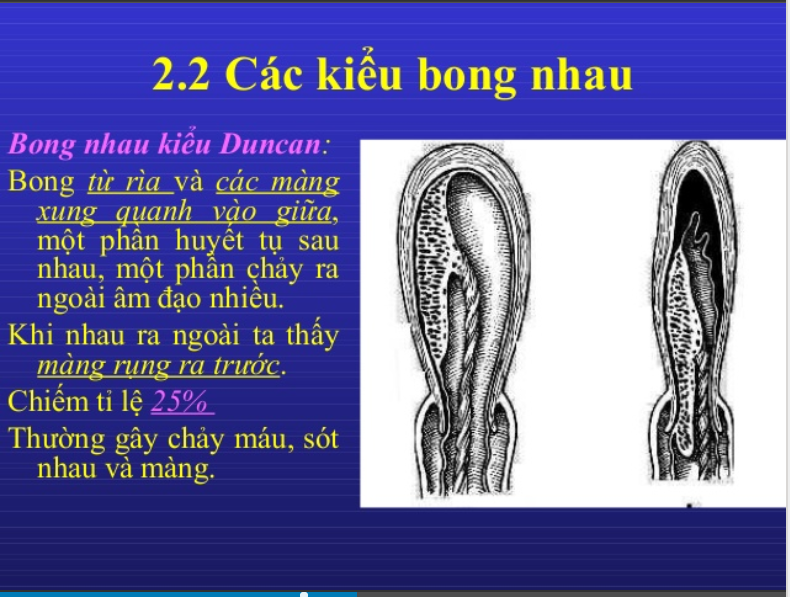 2.2 Các kiểu bong nhau
Bong nhau kiểu Duncan:
Bong từ rìa và các màng
xung quanh vào giữa,
một phần huyết tụ sau
nhau, một phần chảy ra
ngoài âm đạo nhiều.
Khi nhau ra ngoài ta thấy
màng rụng ra trước.
Chiếm tỉ lệ 25%
Thường gây chảy máu, sót
nhau và màng.